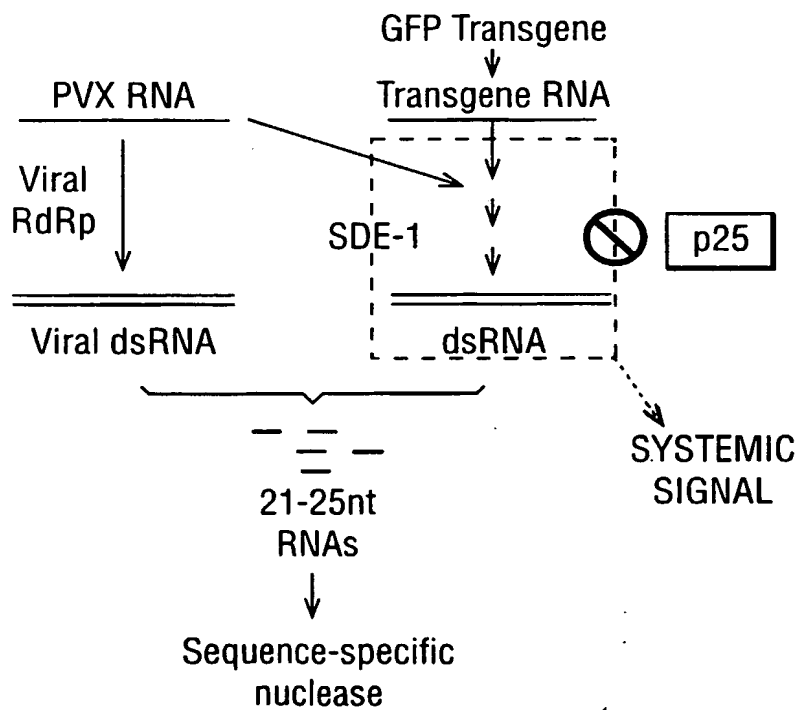 GFP Transgene
PVX RNA
Transgene RNA
Viral
RdRp
SDE-1
p25
Viral dsRNA
dsRNA
SYSTEMIC
SIGNAL
21-25nt
RNAs
Sequence-specific
nuclease